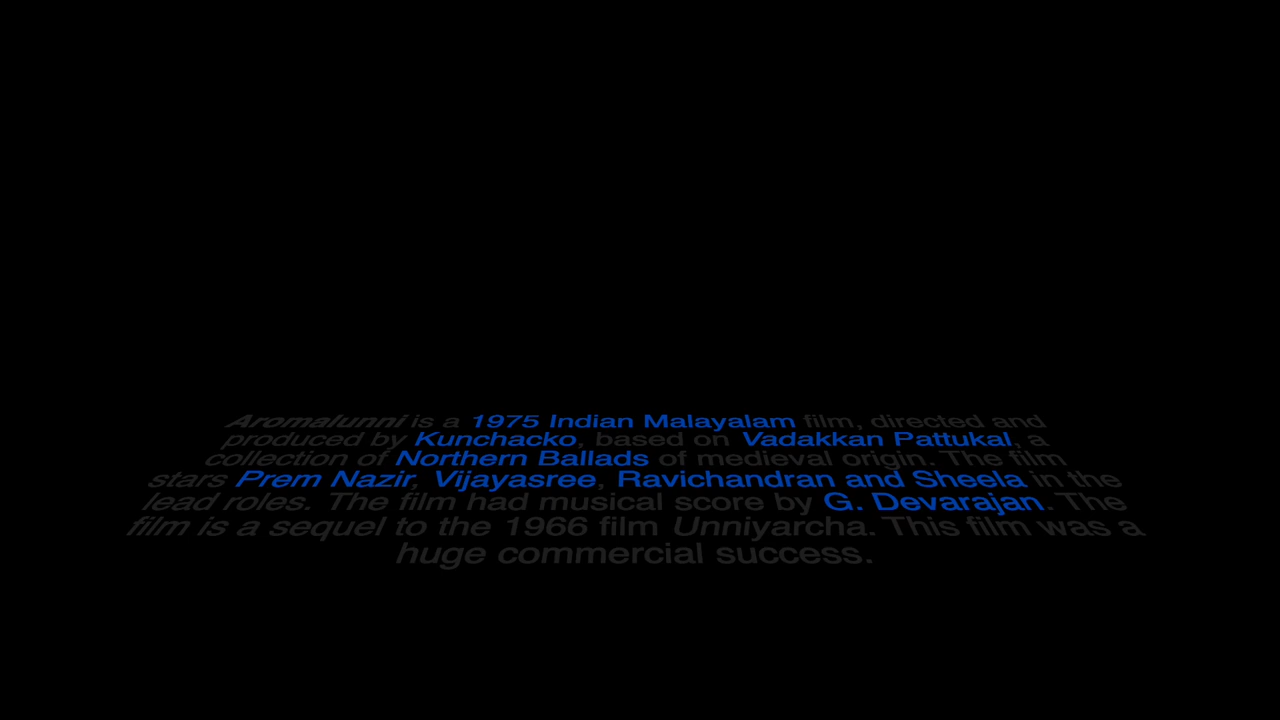 Aromalunni is a 1975 Indian Malayalam film, directed and
produced by Kunchacko, based on Vadakkan Pattukal, a
collection of Northern Ballads of medieval origin. The film
stars Prem Nazir, Vijayasree, Ravichandran and Sheela in the
lead roles. The film had musical score by G. Devarajan. The
film is a sequel to the 1966 film Unniyarcha. This film was a
huge commercial success.